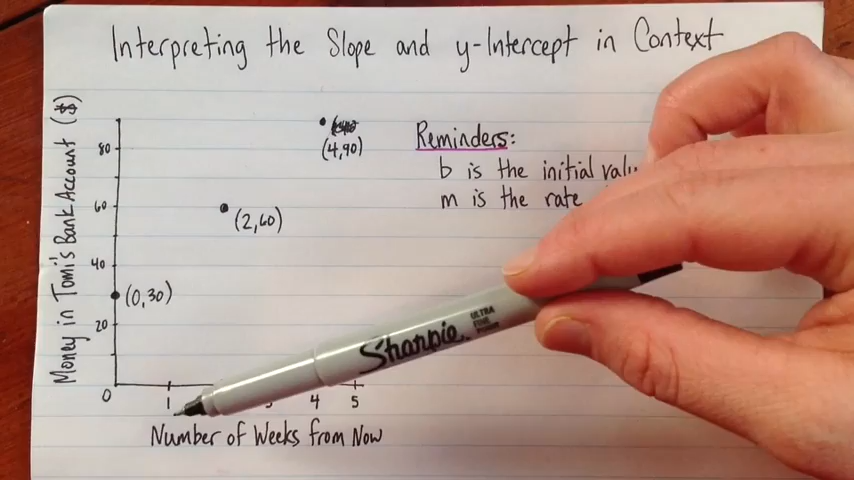 Interpreting the Slope and y-Intercept in Context
Money in Tomi's Bank Account ($)
80
60
40
20
0
1
4
5
(4,90)
(2,60)
(0,30)
Number of Weeks from Now
Reminders:
b is the initial
m is the rate
Sharpie
ULTRA
FINE
POINT